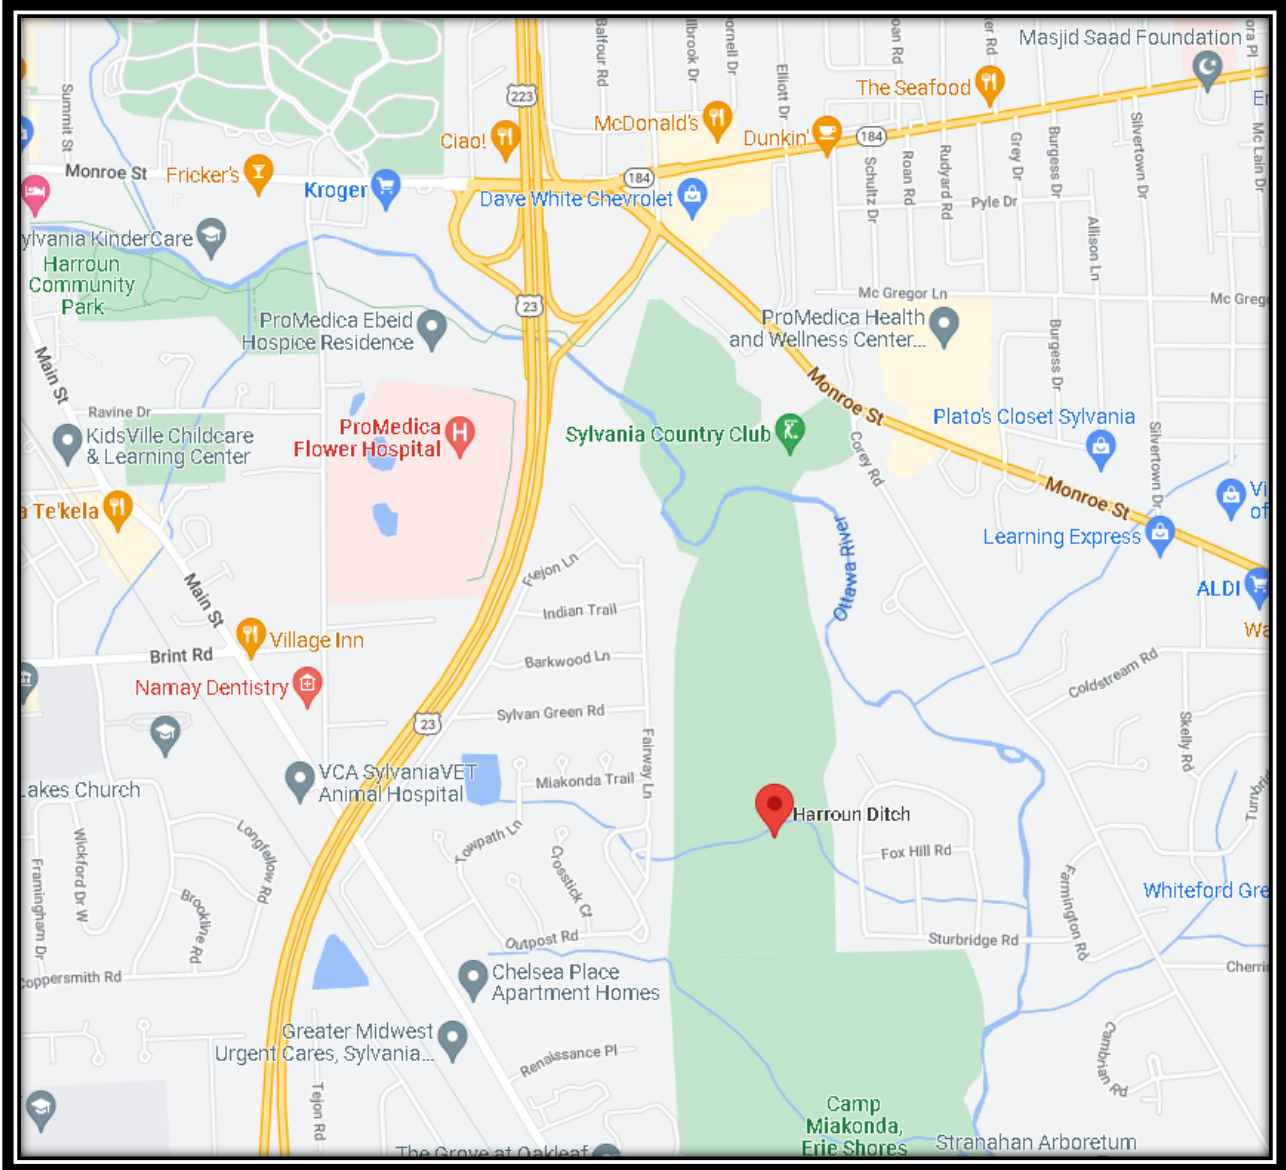 Balfour Rd
Elliott Dr
Masjid Saad Foundation
Summit St
223
The Seafood
McDonald's
Dunkin'
184
Ciao!
Silvertown Dr
Burgess Dr
Grey Dr
Mc Lain Dr
Monroe St
Fricker's
Kroger
184
Dave White Chevrolet
Schultz Dr
Roan Rd
Rudyard Rd
Pyle Dr
Allison Ln
ylvania KinderCare
Harroun
Community
Park
23
Mc Gregor Ln
Mc Greg
ProMedica Ebeid
Hospice Residence
ProMedica Health
and Wellness Center...
Burgess Dr
Main St
Monroe St
Ravine Dr
KidsVille Childcare
& Learning Center
ProMedica
Flower Hospital
H
Sylvania Country Club
Plato's Closet Sylvania
Corey Rd
Silvertown Dr
Monroe St
Vi
of
a Te'kela
Learning Express
Ottawa River
ALDI
Main St
Indian Trail
Wa
Brint Rd
Village Inn
Barkwood Ln
Namay Dentistry
Coldstream Rd
23
Sylvan Green Rd
Skelly Rd
Fairway Ln
VCA SylvaniaVET
Animal Hospital
Miakonda Trail
Lakes Church
Harroun Ditch
Towpath Ln
Longfellow Rd
Wickford Dr W
Framingham Dr
Crosstick Ct
Fox Hill Rd
Farmington Rd
Whiteford Gre
Brookline Rd
Outpost Rd
Sturbridge Rd
Coppersmith Rd
Cherri
Chelsea Place
Apartment Homes
Greater Midwest
Urgent Cares, Sylvania...
Renaissance Pl
Cambrian Rd
Tejon Rd
Camp
Miakonda,
Erie Shores
Stranahan Arboretum
The Grove at Oakleaf